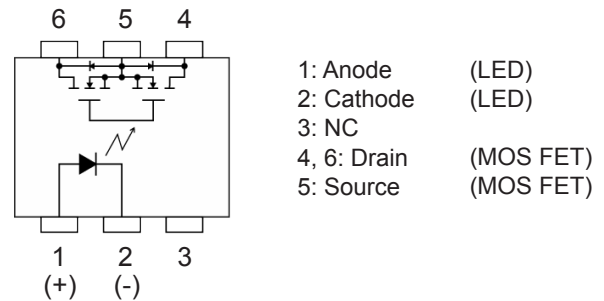 6 5 4
1 2 3
(+) (-)
1: Anode (LED)
2: Cathode (LED)
3: NC
4, 6: Drain (MOS FET)
5: Source (MOS FET)